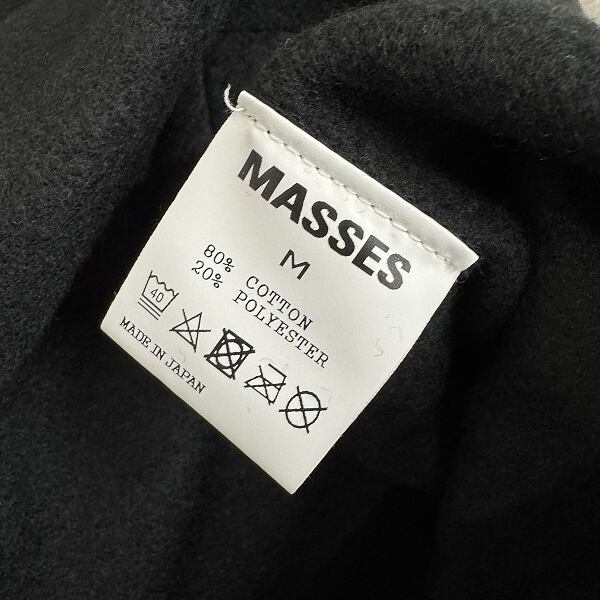 MASSES
M
80% COTTON
20% POLYESTER
40
MADE IN JAPAN